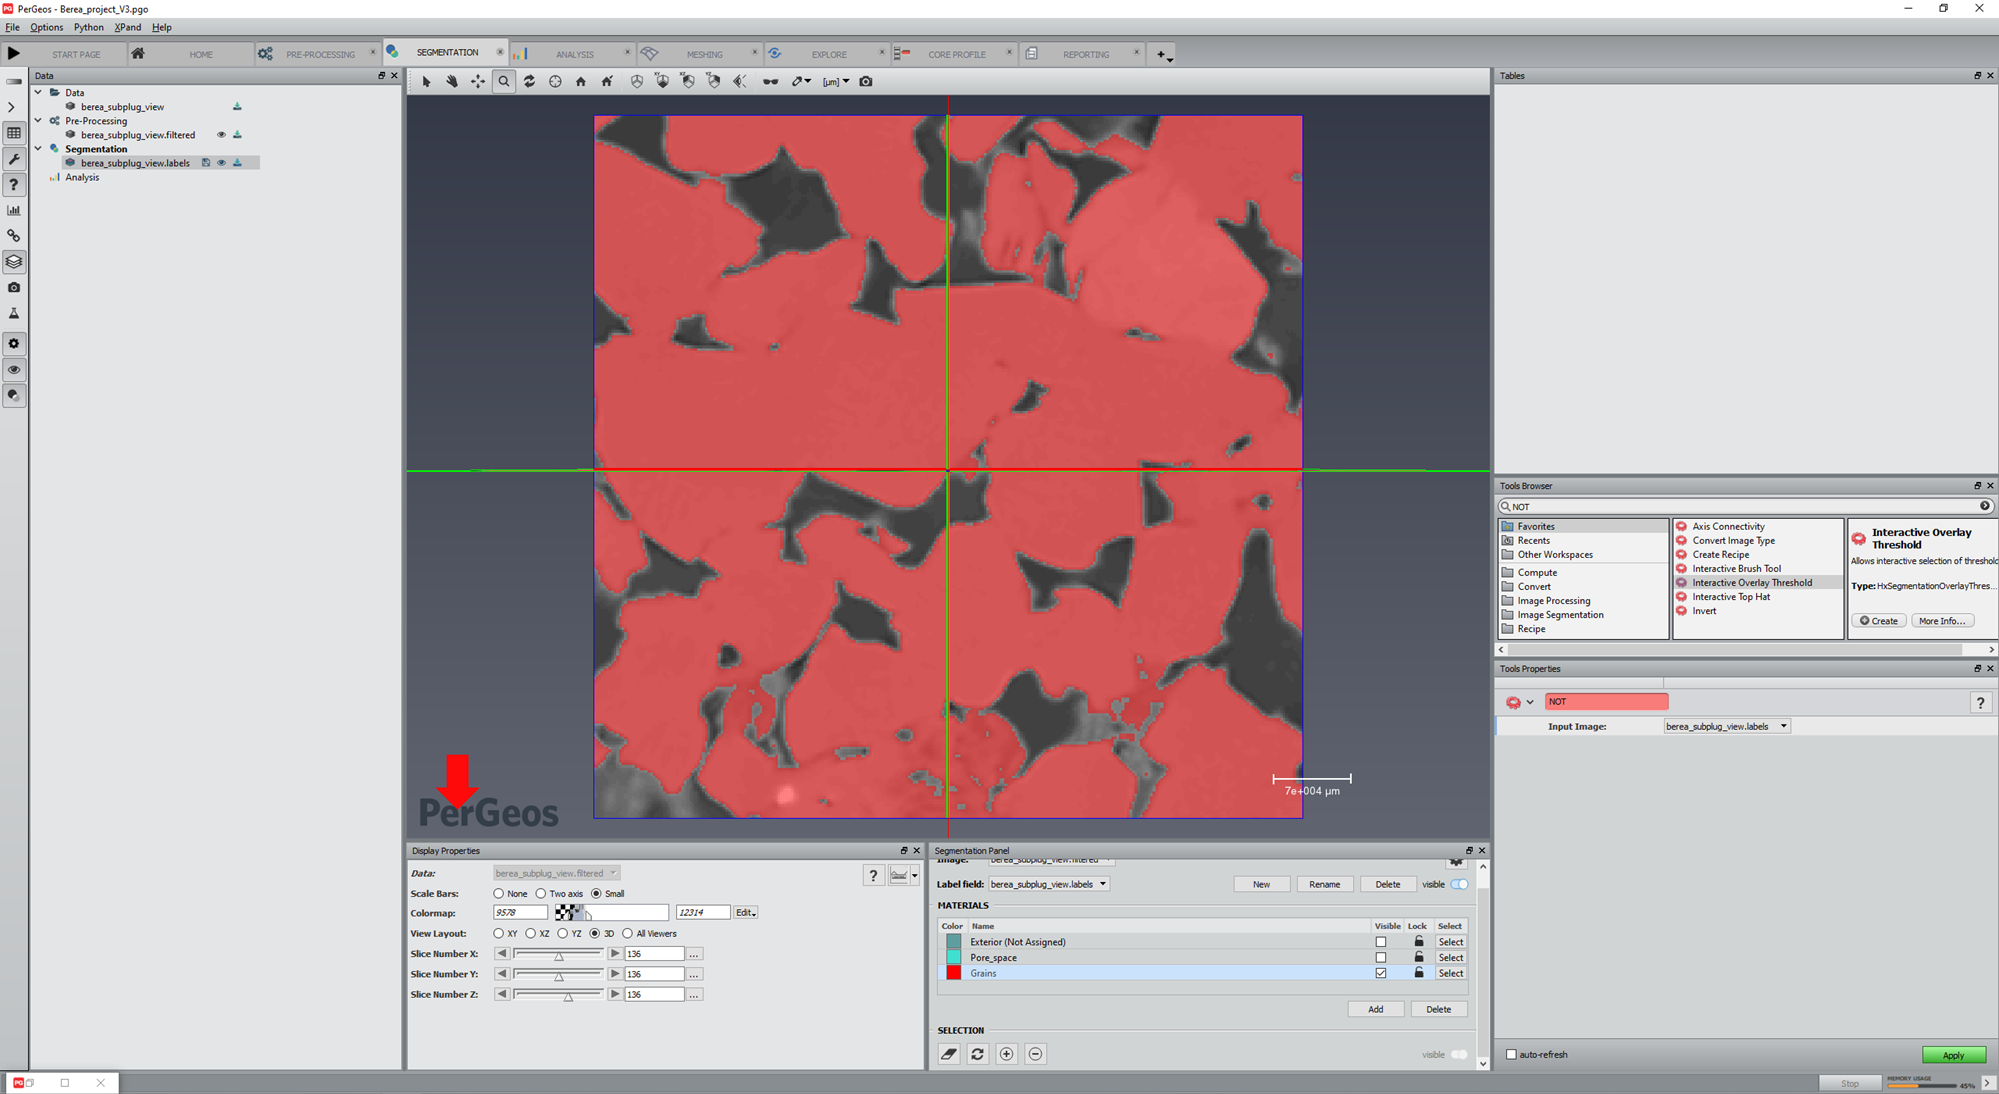 PerGeos - Berea_project_V3.pgo
File Options Python XPand Help
START PAGE HOME PRE-PROCESSING SEGMENTATION ANALYSIS MESHING EXPLORE CORE PROFILE REPORTING
Data
Data
berea_subplug_view
Pre-Processing
berea_subplug_view.filtered
Segmentation
berea_subplug_view.labels
Analysis
[µm]
7e+004 µm
PerGeos
Display Properties
Data: berea_subplug_view.filtered
Scale Bars: None Two axis Small
Colormap: 9578 12314 Edit
View Layout: XY XZ YZ 3D All Viewers
Slice Number X: 136 ...
Slice Number Y: 136 ...
Slice Number Z: 136 ...
Segmentation Panel
Image: berea_subplug_view.filtered
Label field: berea_subplug_view.labels New Rename Delete visible
MATERIALS
Color Name Visible Lock Select
Exterior (Not Assigned) Select
Pore_space Select
Grains Select
Add Delete
SELECTION
visible
Tables
Tools Browser
NOT
Favorites
Recents
Other Workspaces
Compute
Convert
Image Processing
Image Segmentation
Recipe
Axis Connectivity
Convert Image Type
Create Recipe
Interactive Brush Tool
Interactive Overlay Threshold
Interactive Top Hat
Invert
Interactive Overlay
Threshold
Allows interactive selection of threshold
Type: HxSegmentationOverlayThres...
Create More Info...
Tools Properties
NOT
Input Image: berea_subplug_view.labels
auto-refresh Apply
Stop MEMORY USAGE 45%